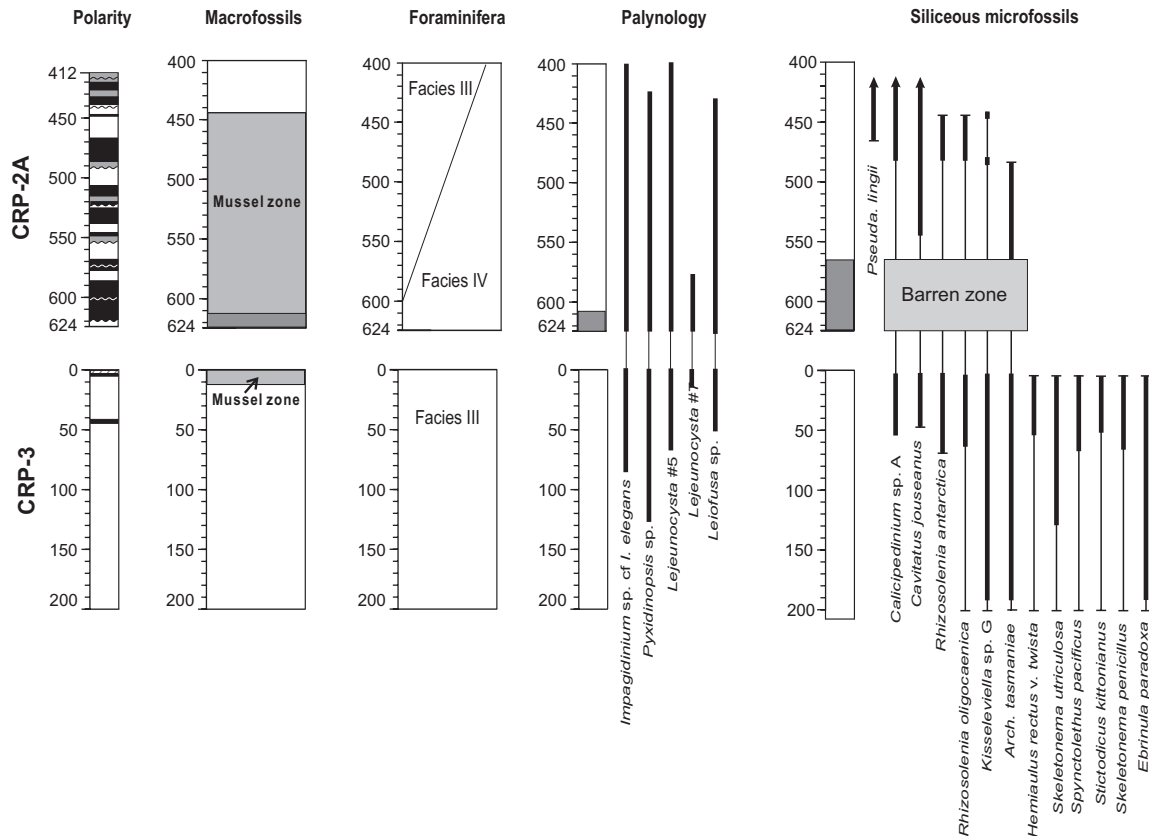 Polarity
Macrofossils
Foraminifera
Palynology
Siliceous microfossils
CRP-2A
412
450
500
550
600
624
400
450
500
550
600
624
Mussel zone
400
450
500
550
600
624
Facies III
Facies IV
400
450
500
550
600
624
400
450
500
550
600
624
Pseuda. lingii
Barren zone
CRP-3
0
50
100
150
200
0
50
100
150
200
Mussel zone
0
50
100
150
200
Facies III
0
50
100
150
200
Impagidinium sp. cf I. elegans
Pyxidinopsis sp.
Lejeunocysta #5
Lejeunocysta #7
Leiofusa sp.
0
50
100
150
200
Calicipedinium sp. A
Cavitatus jouseanus
Rhizosolenia antarctica
Rhizosolenia oligocaenica
Kisseleviella sp. G
Arch. tasmaniae
Hemiaulus rectus v. twista
Skeletonema utriculosa
Spynctolethus pacificus
Stictodicus kittonianus
Skeletonema penicillus
Ebrinula paradoxa